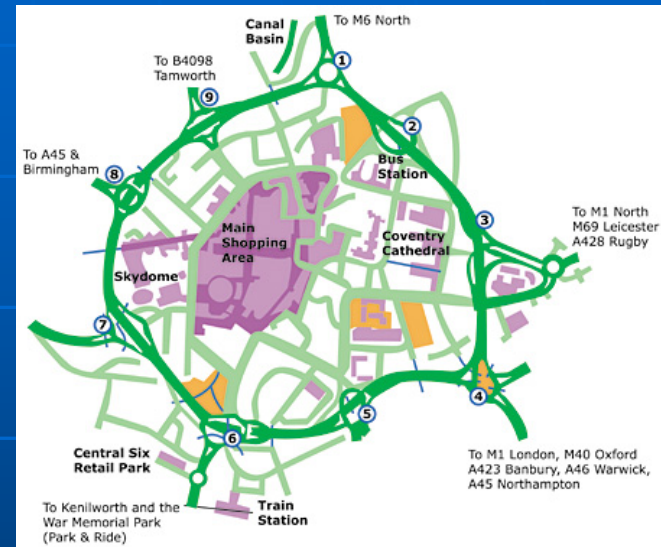 To M6 North
Canal
Basin
1
To B4098
Tamworth
9
2
To A45 &
Birmingham
8
Bus
Station
3
To M1 North
M69 Leicester
A428 Rugby
Main
Shopping
Area
Coventry
Cathedral
Skydome
7
4
5
6
Central Six
Retail Park
To M1 London, M40 Oxford
A423 Banbury, A46 Warwick,
A45 Northampton
To Kenilworth and the
War Memorial Park
(Park & Ride)
Train
Station